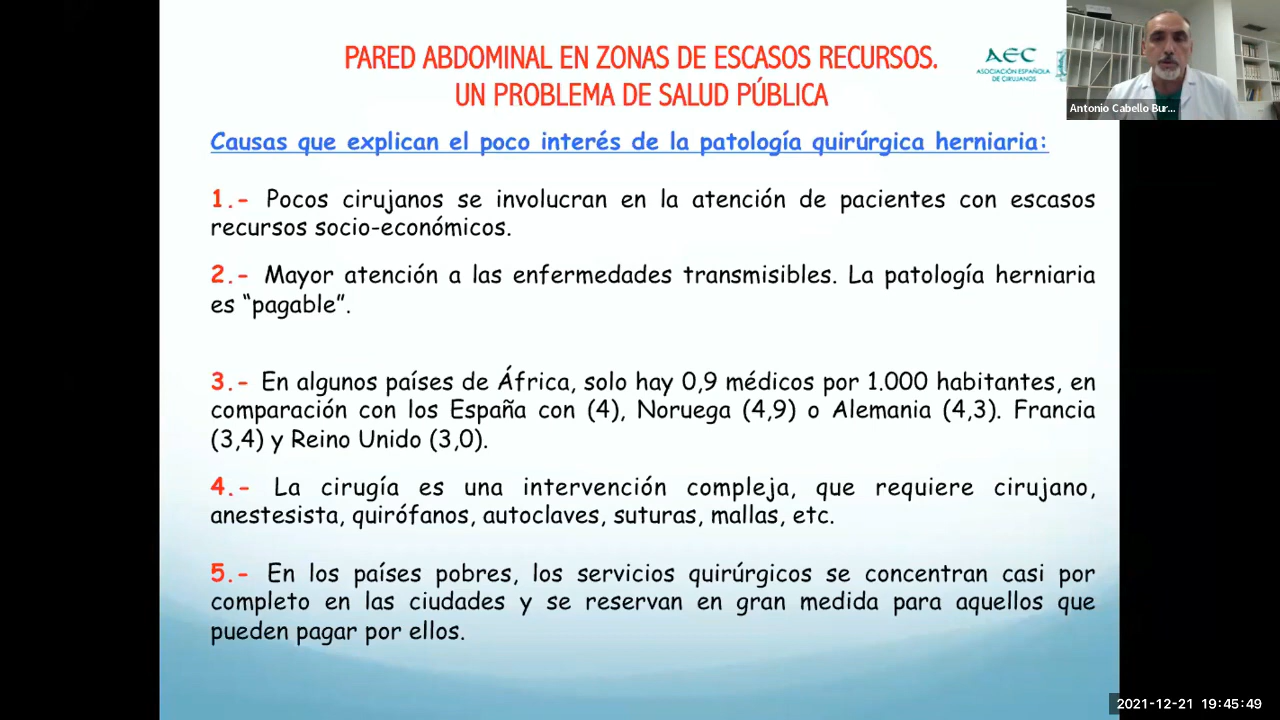 PARED ABDOMINAL EN ZONAS DE ESCASOS RECURSOS.
UN PROBLEMA DE SALUD PÚBLICA
AEC
ASOCIACIÓN ESPAÑOLA
DE CIRUJANOS
Antonio Cabello Bur...
Causas que explican el poco interés de la patología quirúrgica herniaria:
1.- Pocos cirujanos se involucran en la atención de pacientes con escasos
recursos socio-económicos.
2.- Mayor atención a las enfermedades transmisibles. La patología herniaria
es “pagable”.
3.- En algunos países de África, solo hay 0,9 médicos por 1.000 habitantes, en
comparación con los España con (4), Noruega (4,9) o Alemania (4,3). Francia
(3,4) y Reino Unido (3,0).
4.- La cirugía es una intervención compleja, que requiere cirujano,
anestesista, quirófanos, autoclaves, suturas, mallas, etc.
5.- En los países pobres, los servicios quirúrgicos se concentran casi por
completo en las ciudades y se reservan en gran medida para aquellos que
pueden pagar por ellos.
2021-12-21 19:45:49